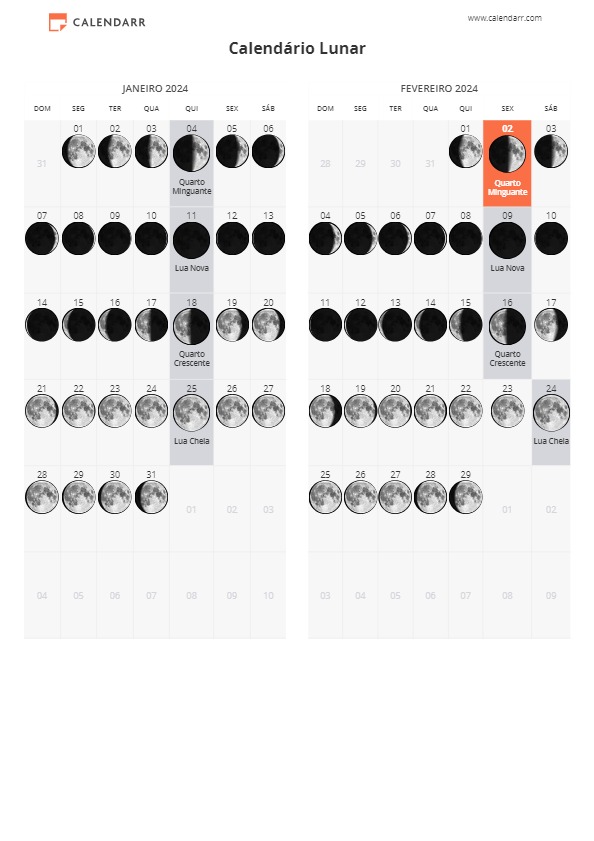 CALENDARR
www.calendarr.com
Calendário Lunar
JANEIRO 2024
DOM SEG TER QUA QUI SEX SÁB
31 01 02 03 04 05 06
Quarto
Minguante
07 08 09 10 11 12 13
Lua Nova
14 15 16 17 18 19 20
Quarto
Crescente
21 22 23 24 25 26 27
Lua Cheia
28 29 30 31 01 02 03
04 05 06 07 08 09 10
FEVEREIRO 2024
DOM SEG TER QUA QUI SEX SÁB
28 29 30 31 01 02 03
Quarto
Minguante
04 05 06 07 08 09 10
Lua Nova
11 12 13 14 15 16 17
Quarto
Crescente
18 19 20 21 22 23 24
Lua Cheia
25 26 27 28 29 01 02
03 04 05 06 07 08 09